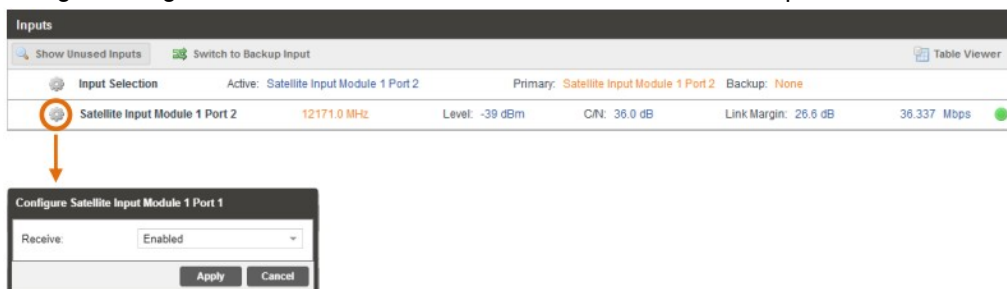 Inputs
Show Unused Inputs Switch to Backup Input Table Viewer
Input Selection Active: Satellite Input Module 1 Port 2 Primary: Satellite Input Module 1 Port 2 Backup: None
Satellite Input Module 1 Port 2 12171.0 MHz Level: -39 dBm C/N: 36.0 dB Link Margin: 26.6 dB 36.337 Mbps
Configure Satellite Input Module 1 Port 1
Receive: Enabled
Apply Cancel